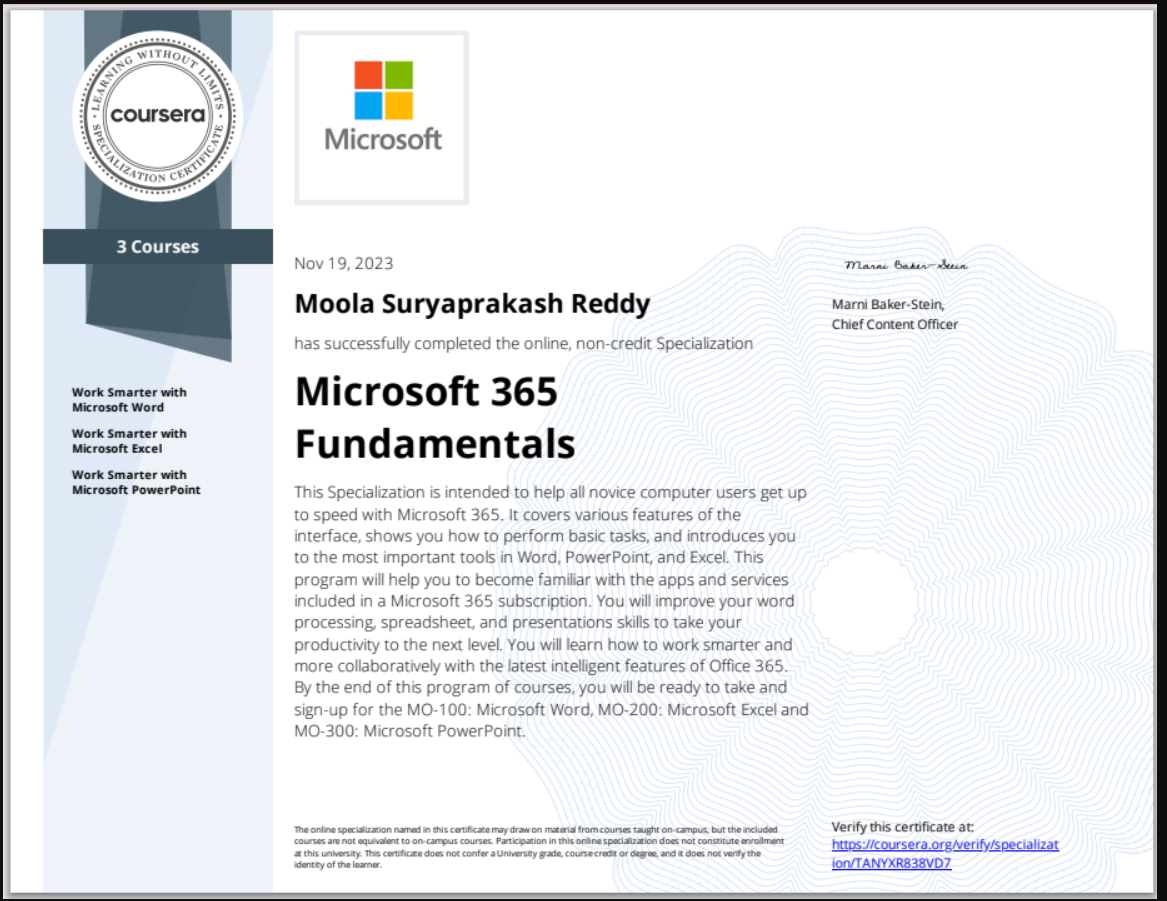 LEARNING WITHOUT LIMITS
coursera
SPECIALIZATION CERTIFICATE
3 Courses
Work Smarter with
Microsoft Word
Work Smarter with
Microsoft Excel
Work Smarter with
Microsoft PowerPoint
Microsoft
Nov 19, 2023
Moola Suryaprakash Reddy
has successfully completed the online, non-credit Specialization
Microsoft 365
Fundamentals
This Specialization is intended to help all novice computer users get up
to speed with Microsoft 365. It covers various features of the
interface, shows you how to perform basic tasks, and introduces you
to the most important tools in Word, PowerPoint, and Excel. This
program will help you to become familiar with the apps and services
included in a Microsoft 365 subscription. You will improve your word
processing, spreadsheet, and presentations skills to take your
productivity to the next level. You will learn how to work smarter and
more collaboratively with the latest intelligent features of Office 365.
By the end of this program of courses, you will be ready to take and
sign-up for the MO-100: Microsoft Word, MO-200: Microsoft Excel and
MO-300: Microsoft PowerPoint.
The online specialization named in this certificate may draw on material from courses taught on-campus, but the included
courses are not equivalent to on-campus courses. Participation in this online specialization does not constitute enrollment
at this university. This certificate does not confer a University grade, course credit or degree, and it does not verify the
identity of the learner.
Marni Baker-Stein
Marni Baker-Stein,
Chief Content Officer
Verify this certificate at:
https://coursera.org/verify/specializat
ion/TANYXR838VD7